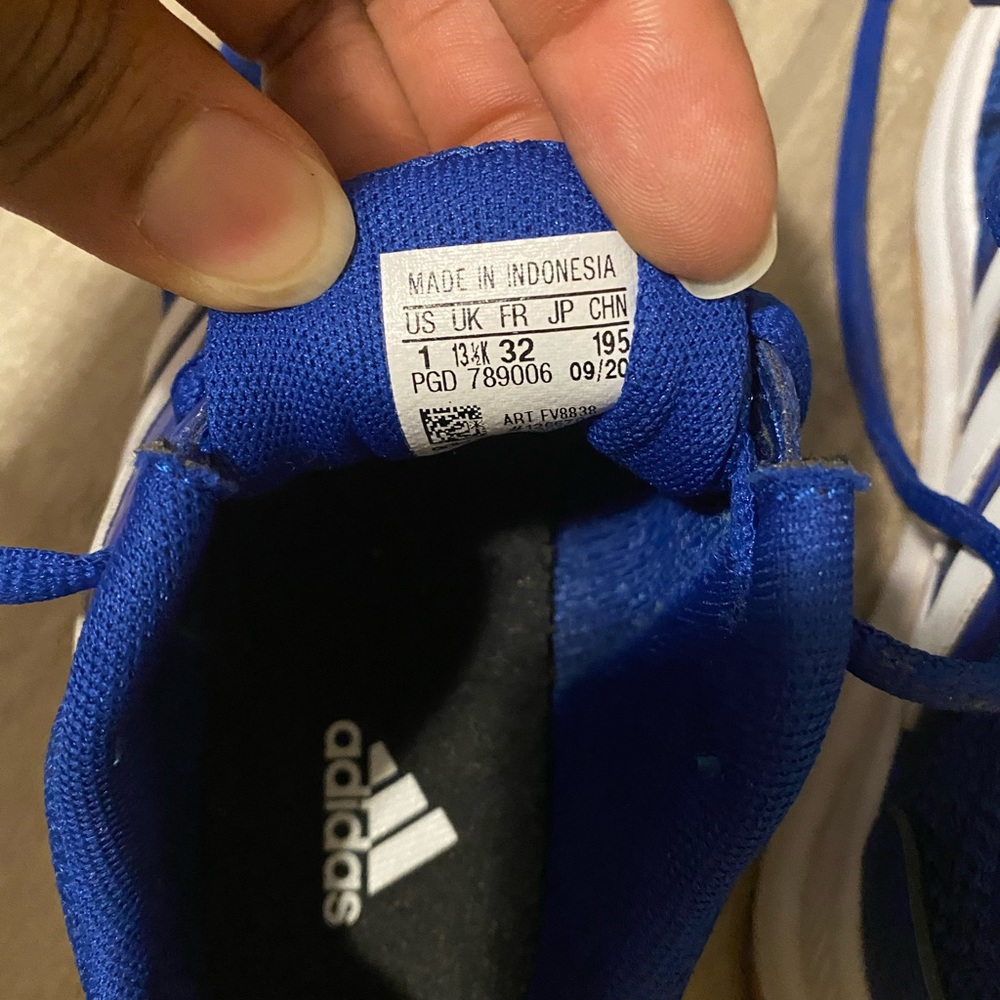 MADE IN INDONESIA
US UK FR JP CHN
1 13½K 32 195
PGD 789006 09/20
ART FV8838
adidas